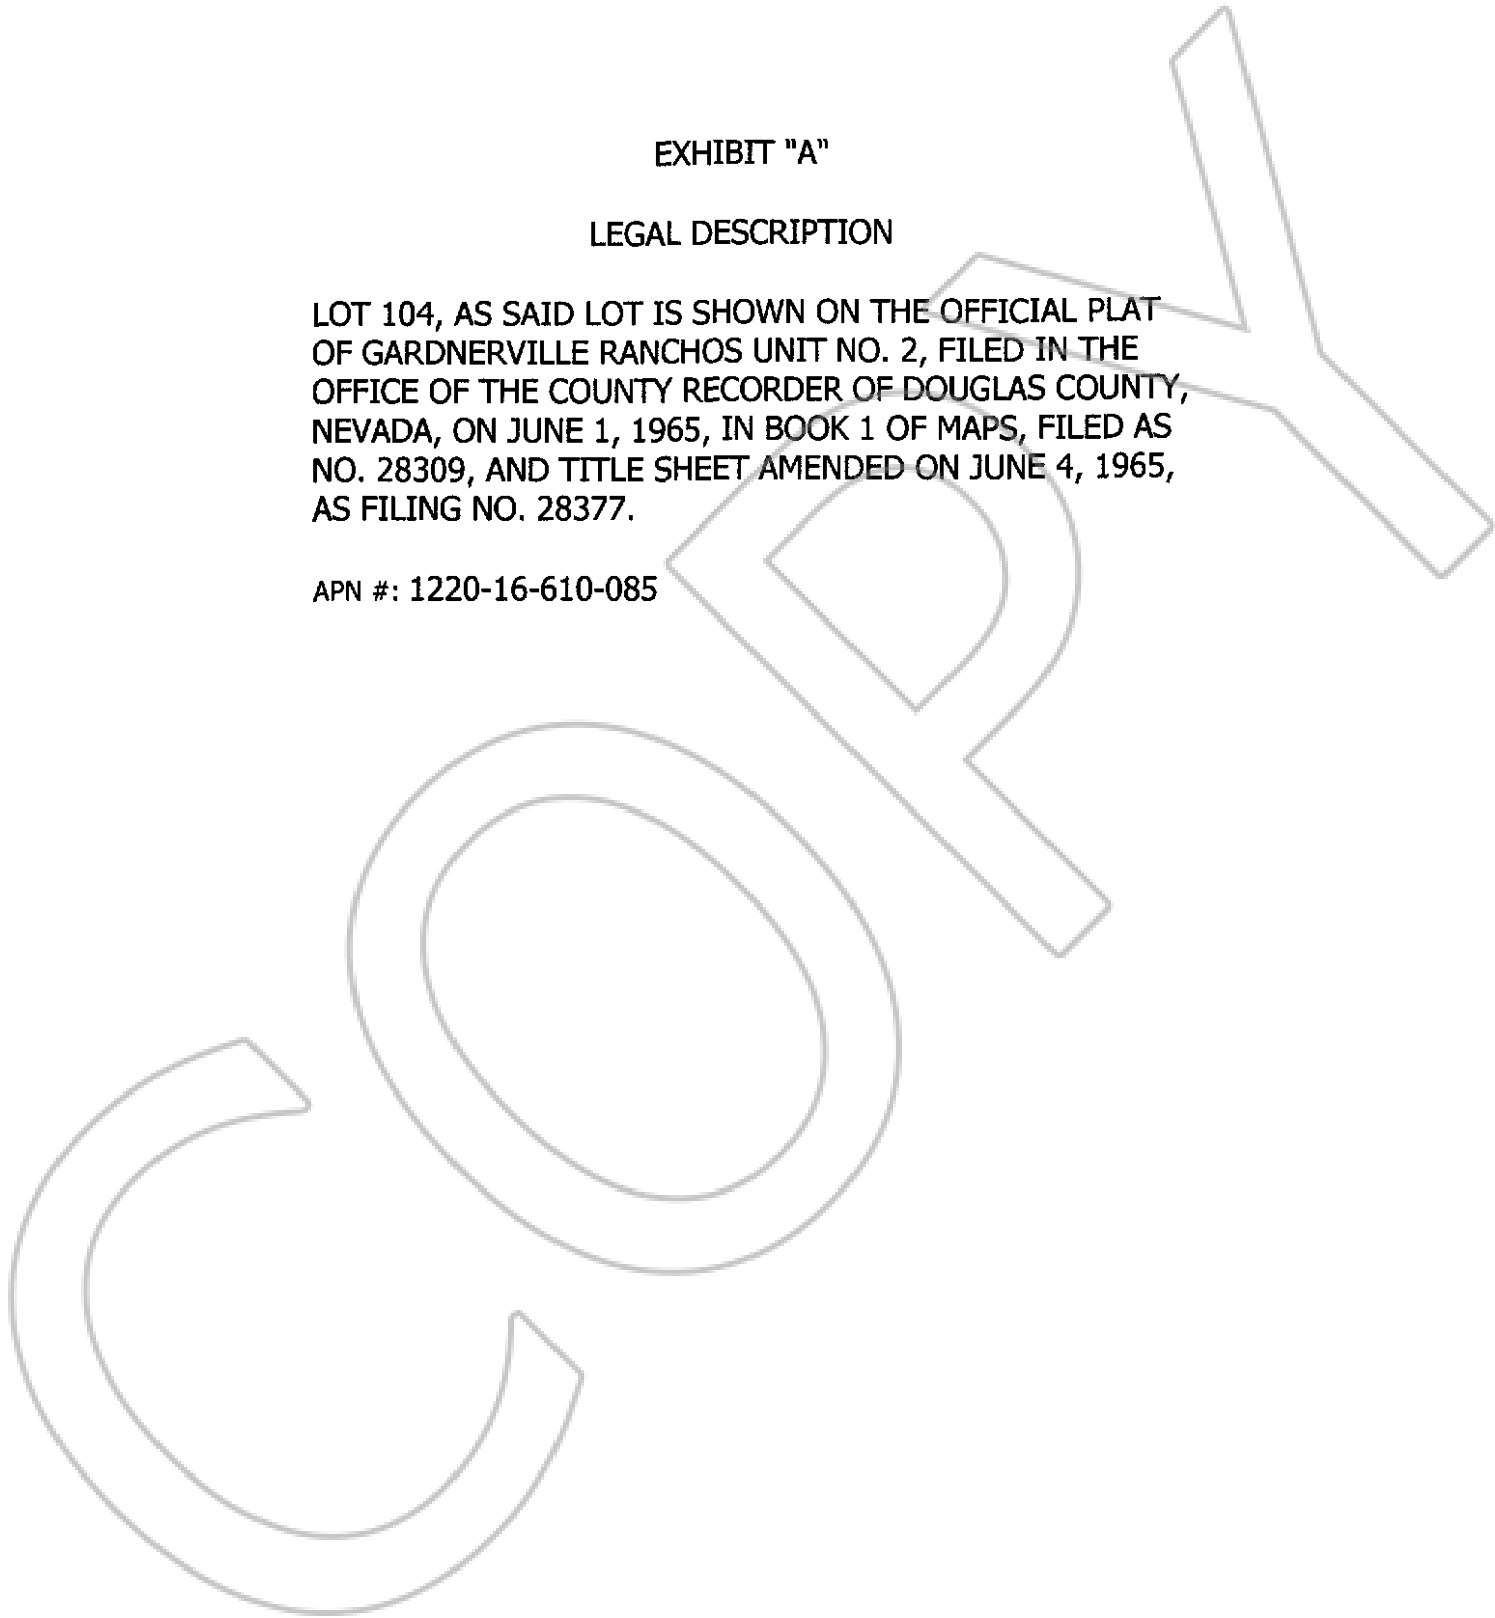 EXHIBIT "A"
LEGAL DESCRIPTION
LOT 104, AS SAID LOT IS SHOWN ON THE OFFICIAL PLAT
OF GARDNERVILLE RANCHOS UNIT NO. 2, FILED IN THE
OFFICE OF THE COUNTY RECORDER OF DOUGLAS COUNTY,
NEVADA, ON JUNE 1, 1965, IN BOOK 1 OF MAPS, FILED AS
NO. 28309, AND TITLE SHEET AMENDED ON JUNE 4, 1965,
AS FILING NO. 28377.
APN #: 1220-16-610-085
COPY